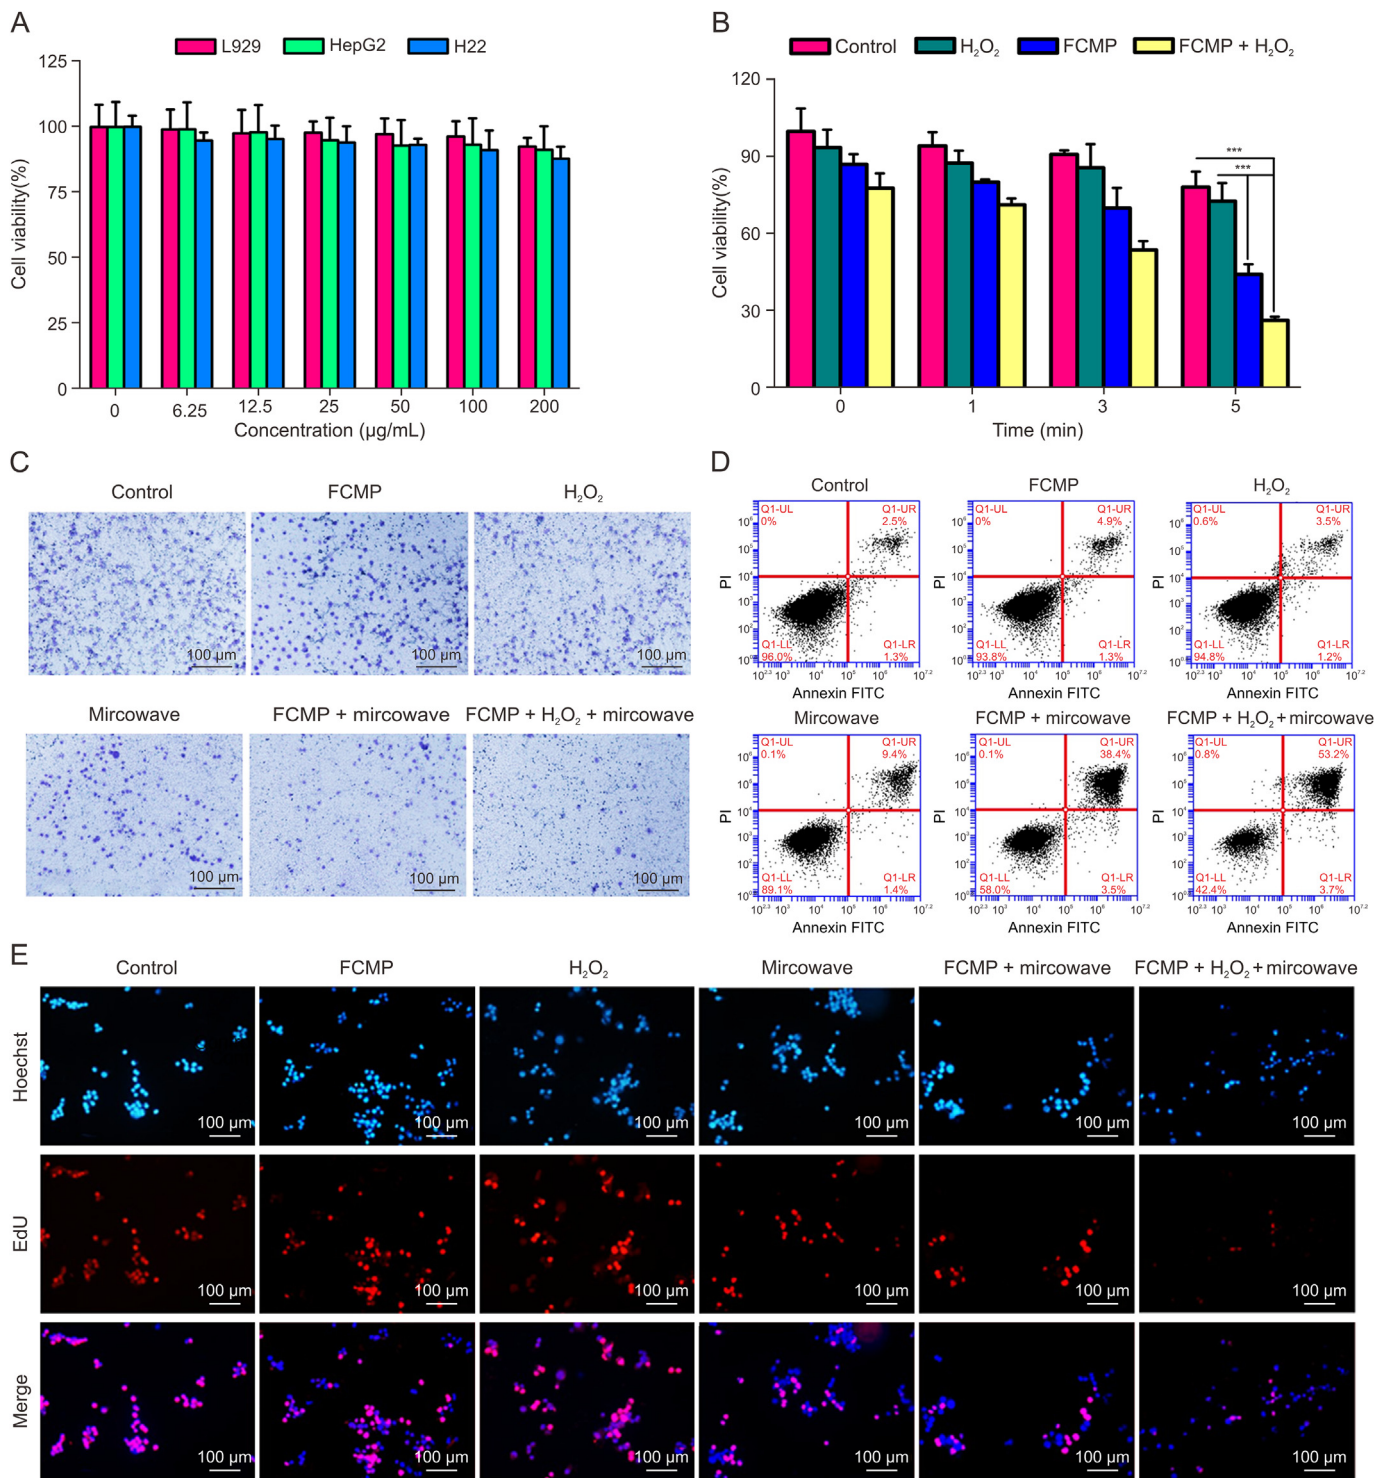 A
L929 HepG2 H22
125
100
75
50
25
0
Cell viability(%)
0 6.25 12.5 25 50 100 200
Concentration (μg/mL)
B
Control H₂O₂ FCMP FCMP + H₂O₂
120
90
60
30
0
Cell viability(%)
***
***
0 1 3 5
Time (min)
C
Control FCMP H₂O₂
100 μm 100 μm 100 μm
Mircowave FCMP + mircowave FCMP + H₂O₂ + mircowave
100 μm 100 μm 100 μm
D
Control FCMP H₂O₂
Q1-UL Q1-UR Q1-UL Q1-UR Q1-UL Q1-UR
0% 2.5% 0% 4.9% 0.6% 3.5%
PI PI PI
Q1-LL Q1-LR Q1-LL Q1-LR Q1-LL Q1-LR
96.0% 1.3% 93.8% 1.3% 94.8% 1.2%
Annexin FITC Annexin FITC Annexin FITC
Mircowave FCMP + mircowave FCMP + H₂O₂ + mircowave
Q1-UL Q1-UR Q1-UL Q1-UR Q1-UL Q1-UR
0.1% 9.4% 0.1% 38.4% 0.8% 53.2%
PI PI PI
Q1-LL Q1-LR Q1-LL Q1-LR Q1-LL Q1-LR
89.1% 1.4% 58.0% 3.5% 42.4% 3.7%
Annexin FITC Annexin FITC Annexin FITC
E
Control FCMP H₂O₂ Mircowave FCMP + mircowave FCMP + H₂O₂ + mircowave
Hoechst
100 μm 100 μm 100 μm 100 μm 100 μm 100 μm
EdU
100 μm 100 μm 100 μm 100 μm 100 μm 100 μm
Merge
100 μm 100 μm 100 μm 100 μm 100 μm 100 μm